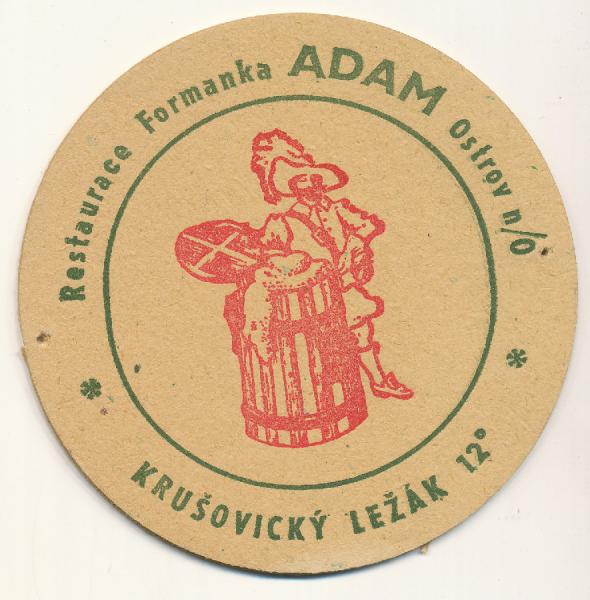 Restaurace Formanka ADAM Ostrov n/O
* KRUŠOVICKÝ LEŽÁK 12° *